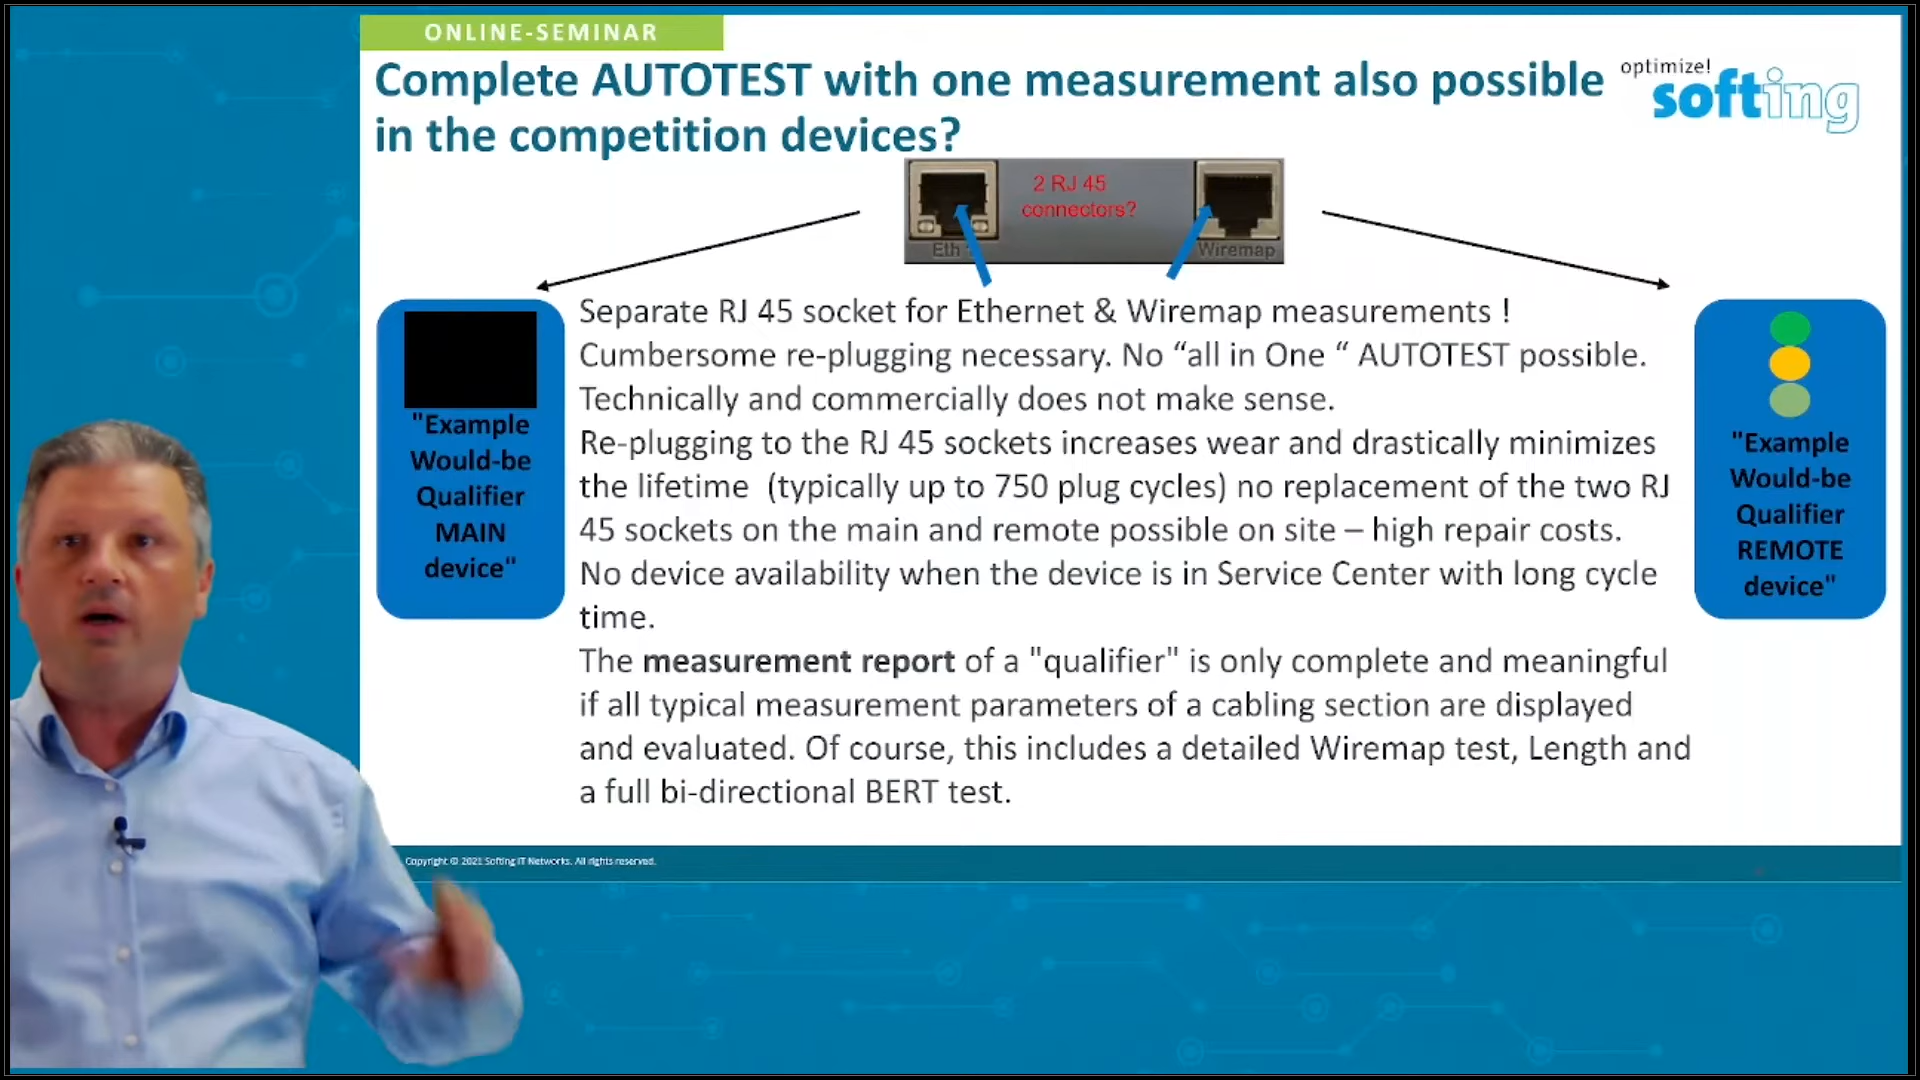 ONLINE-SEMINAR
Complete AUTOTEST with one measurement also possible
in the competition devices?
optimize!
softing
2 RJ 45
connectors?
Eth
Wiremap
"Example
Would-be
Qualifier
MAIN
device"
Separate RJ 45 socket for Ethernet & Wiremap measurements !
Cumbersome re-plugging necessary. No “all in One “ AUTOTEST possible.
Technically and commercially does not make sense.
Re-plugging to the RJ 45 sockets increases wear and drastically minimizes
the lifetime (typically up to 750 plug cycles) no replacement of the two RJ
45 sockets on the main and remote possible on site – high repair costs.
No device availability when the device is in Service Center with long cycle
time.
The measurement report of a "qualifier" is only complete and meaningful
if all typical measurement parameters of a cabling section are displayed
and evaluated. Of course, this includes a detailed Wiremap test, Length and
a full bi-directional BERT test.
"Example
Would-be
Qualifier
REMOTE
device"
Copyright © 2021 Softing IT Networks. All rights reserved.